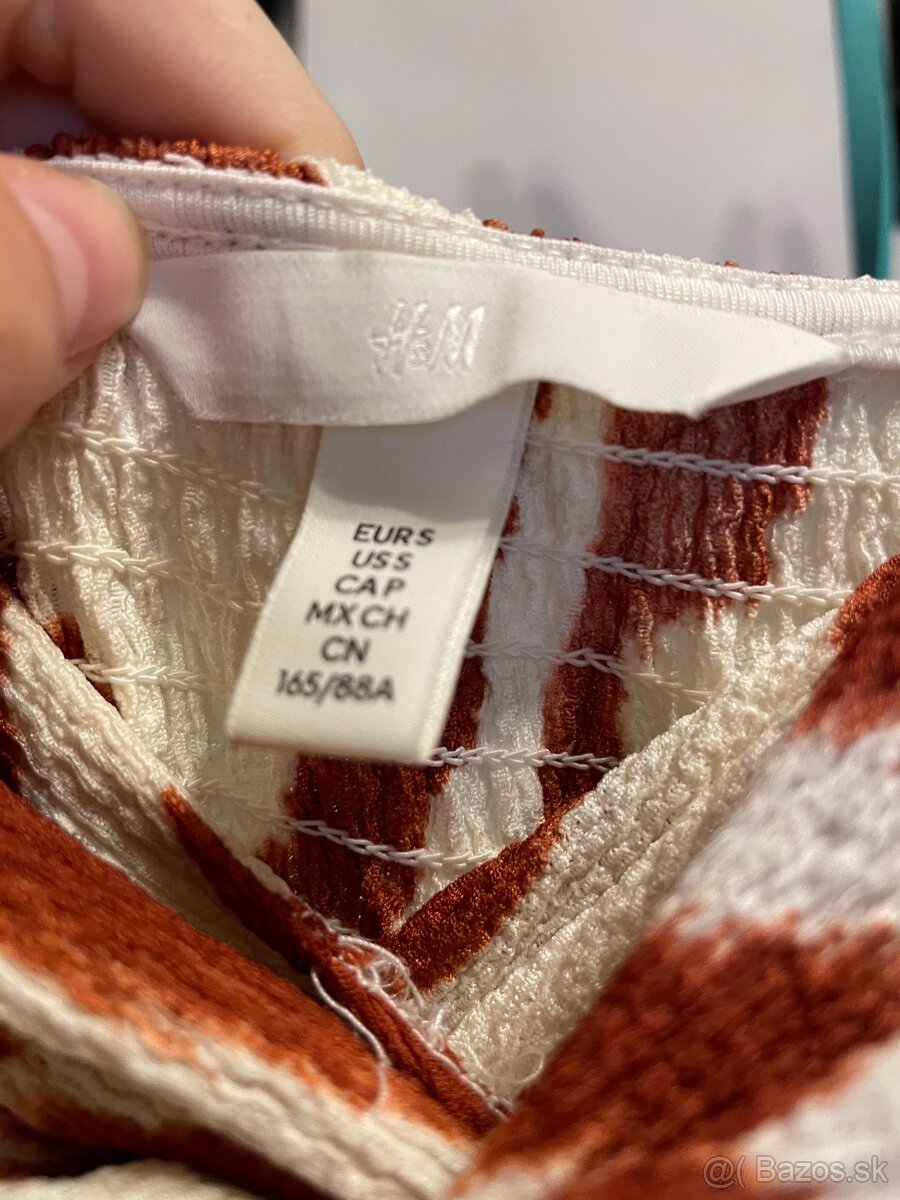 H&M
EUR S
US S
CA P
MX CH
CN
165/88A
@( Bazos.sk